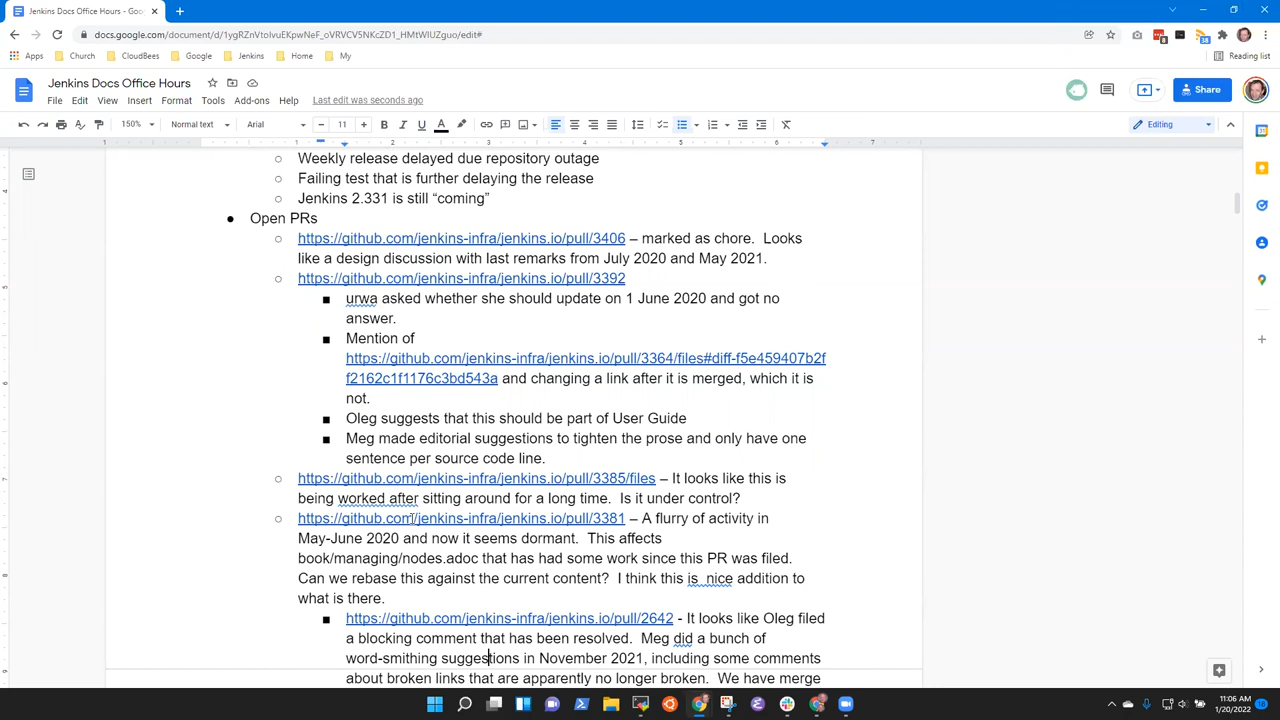 Jenkins Docs Office Hours - Goo
docs.google.com/document/d/1ygRZnVtoIvuEKpwNeF_oVRVCV5NKcZD1_HMtWIUZguo/edit#
Apps Church CloudBees Google Jenkins Home My Reading list
Jenkins Docs Office Hours
File Edit View Insert Format Tools Add-ons Help Last edit was seconds ago
Share
150% Normal text Arial 11 Editing
1 1 2 3 4 5 6 7
Weekly release delayed due repository outage
Failing test that is further delaying the release
Jenkins 2.331 is still “coming”
Open PRs
https://github.com/jenkins-infra/jenkins.io/pull/3406 – marked as chore. Looks
like a design discussion with last remarks from July 2020 and May 2021.
https://github.com/jenkins-infra/jenkins.io/pull/3392
urwa asked whether she should update on 1 June 2020 and got no
answer.
Mention of
https://github.com/jenkins-infra/jenkins.io/pull/3364/files#diff-f5e459407b2f
f2162c1f1176c3bd543a and changing a link after it is merged, which it is
not.
Oleg suggests that this should be part of User Guide
Meg made editorial suggestions to tighten the prose and only have one
sentence per source code line.
https://github.com/jenkins-infra/jenkins.io/pull/3385/files – It looks like this is
being worked after sitting around for a long time. Is it under control?
https://github.com/jenkins-infra/jenkins.io/pull/3381 – A flurry of activity in
May-June 2020 and now it seems dormant. This affects
book/managing/nodes.adoc that has had some work since this PR was filed.
Can we rebase this against the current content? I think this is nice addition to
what is there.
https://github.com/jenkins-infra/jenkins.io/pull/2642 - It looks like Oleg filed
a blocking comment that has been resolved. Meg did a bunch of
word-smithing suggestions in November 2021, including some comments
about broken links that are apparently no longer broken. We have merge
11:06 AM
1/20/2022